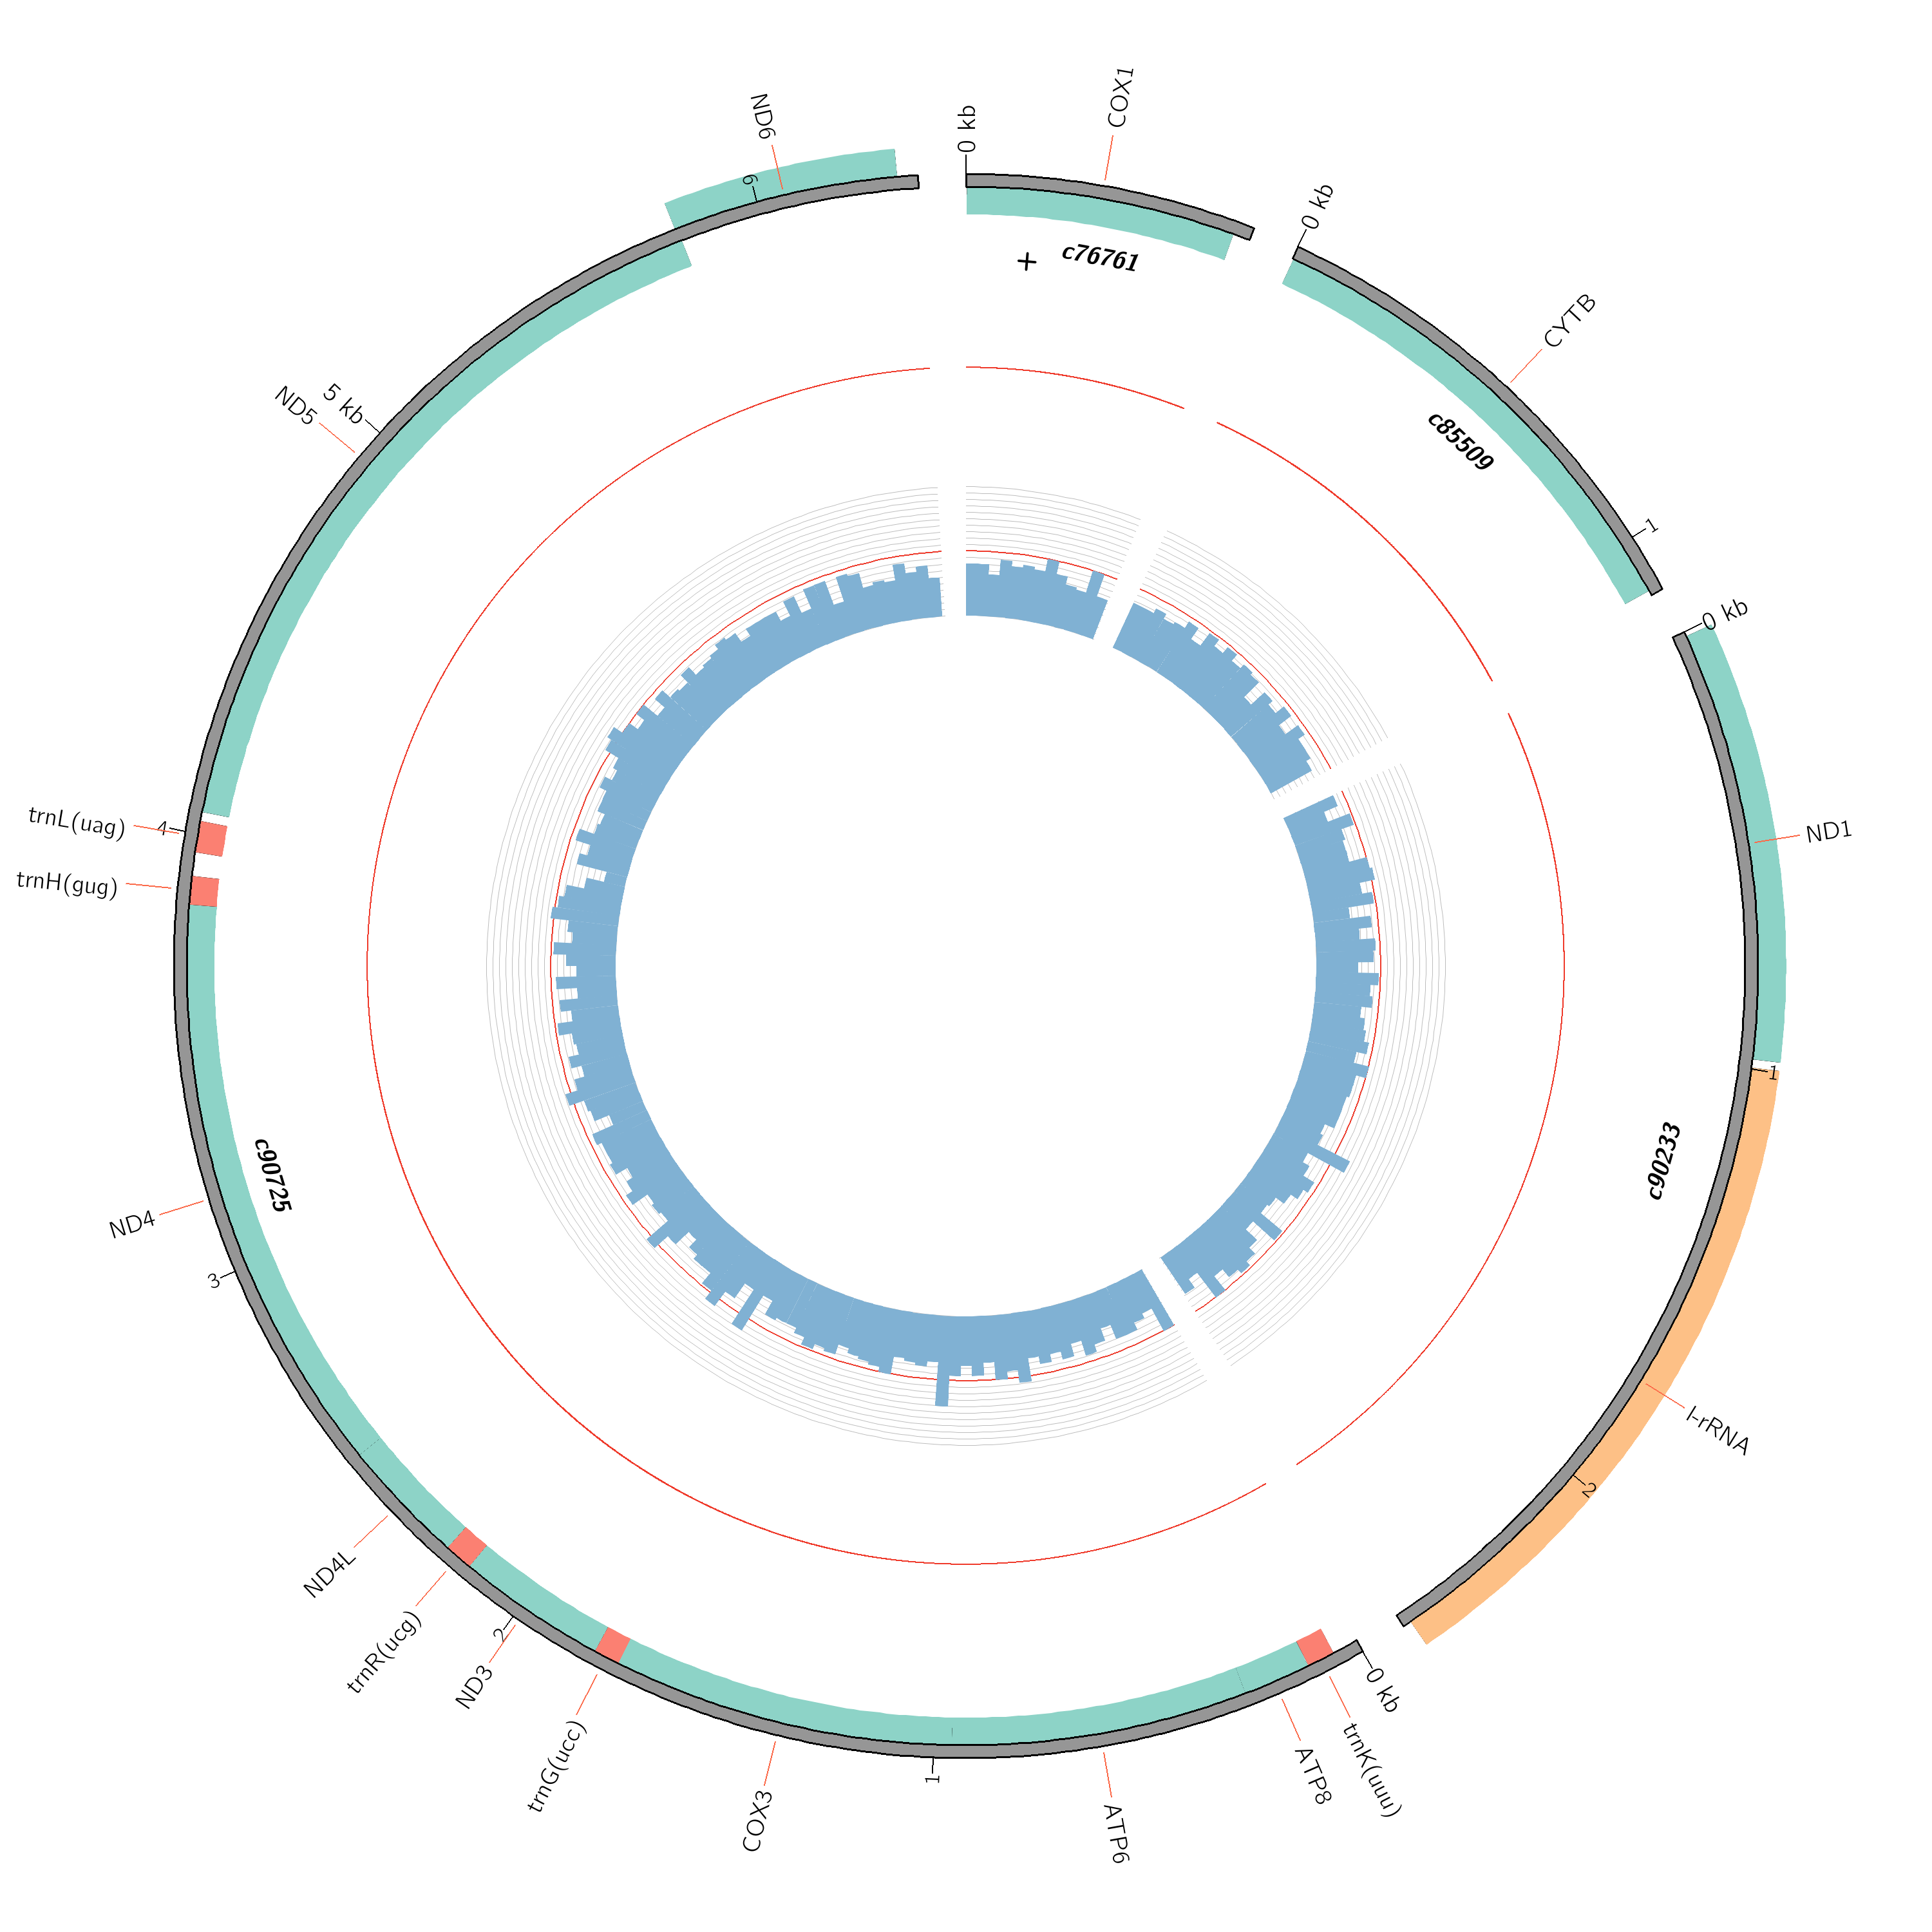 0 kb
COX1
+ c76761
0 kb
CYTB
c85509
1
0 kb
ND1
1
c90233
l-rRNA
2
0 kb
trnK(uuu)
ATP8
ATP6
1
COX3
trnG(ucc)
2
ND3
trnR(ucg)
ND4L
3
ND4
c90725
trnH(gug)
4
trnL(uag)
5 kb
ND5
6
ND6